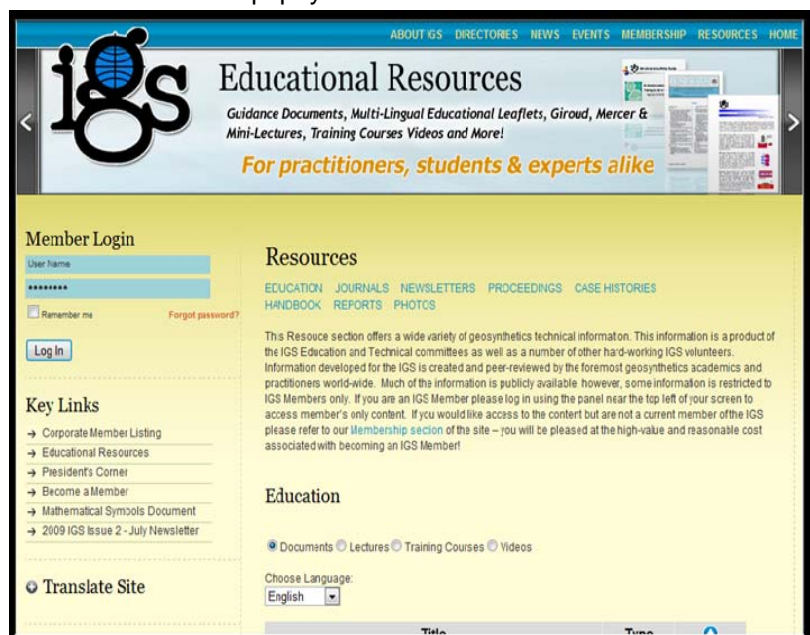 ABOUT IGS DIRECTORIES NEWS EVENTS MEMBERSHIP RESOURCES HOME
igs
Educational Resources
Guidance Documents, Multi-Lingual Educational Leaflets, Giroud, Mercer &
Mini-Lectures, Training Courses Videos and More!
For practitioners, students & experts alike
Member Login
User Name
Remember me Forgot password?
Log In
Key Links
Corporate Member Listing
Educational Resources
President's Corner
Become a Member
Mathematical Symbols Document
2009 IGS Issue 2 - July Newsletter
Translate Site
Resources
EDUCATION JOURNALS NEWSLETTERS PROCEEDINGS CASE HISTORIES
HANDBOOK REPORTS PHOTOS
This Resouce section offers a wide variety of geosynthetics technical information. This information is a product of
the IGS Education and Technical committees as well as a number of other hard-working IGS volunteers.
Information developed for the IGS is created and peer-reviewed by the foremost geosynthetics academics and
practitioners world-wide. Much of the information is publicly available however, some information is restricted to
IGS Members only. If you are an IGS Member please log in using the panel near the top left of your screen to
access member's only content. If you would like access to the content but are not a current member of the IGS
please refer to our Membership section of the site – you will be pleased at the high-value and reasonable cost
associated with becoming an IGS Member!
Education
Documents Lectures Training Courses Videos
Choose Language:
English
Title Type